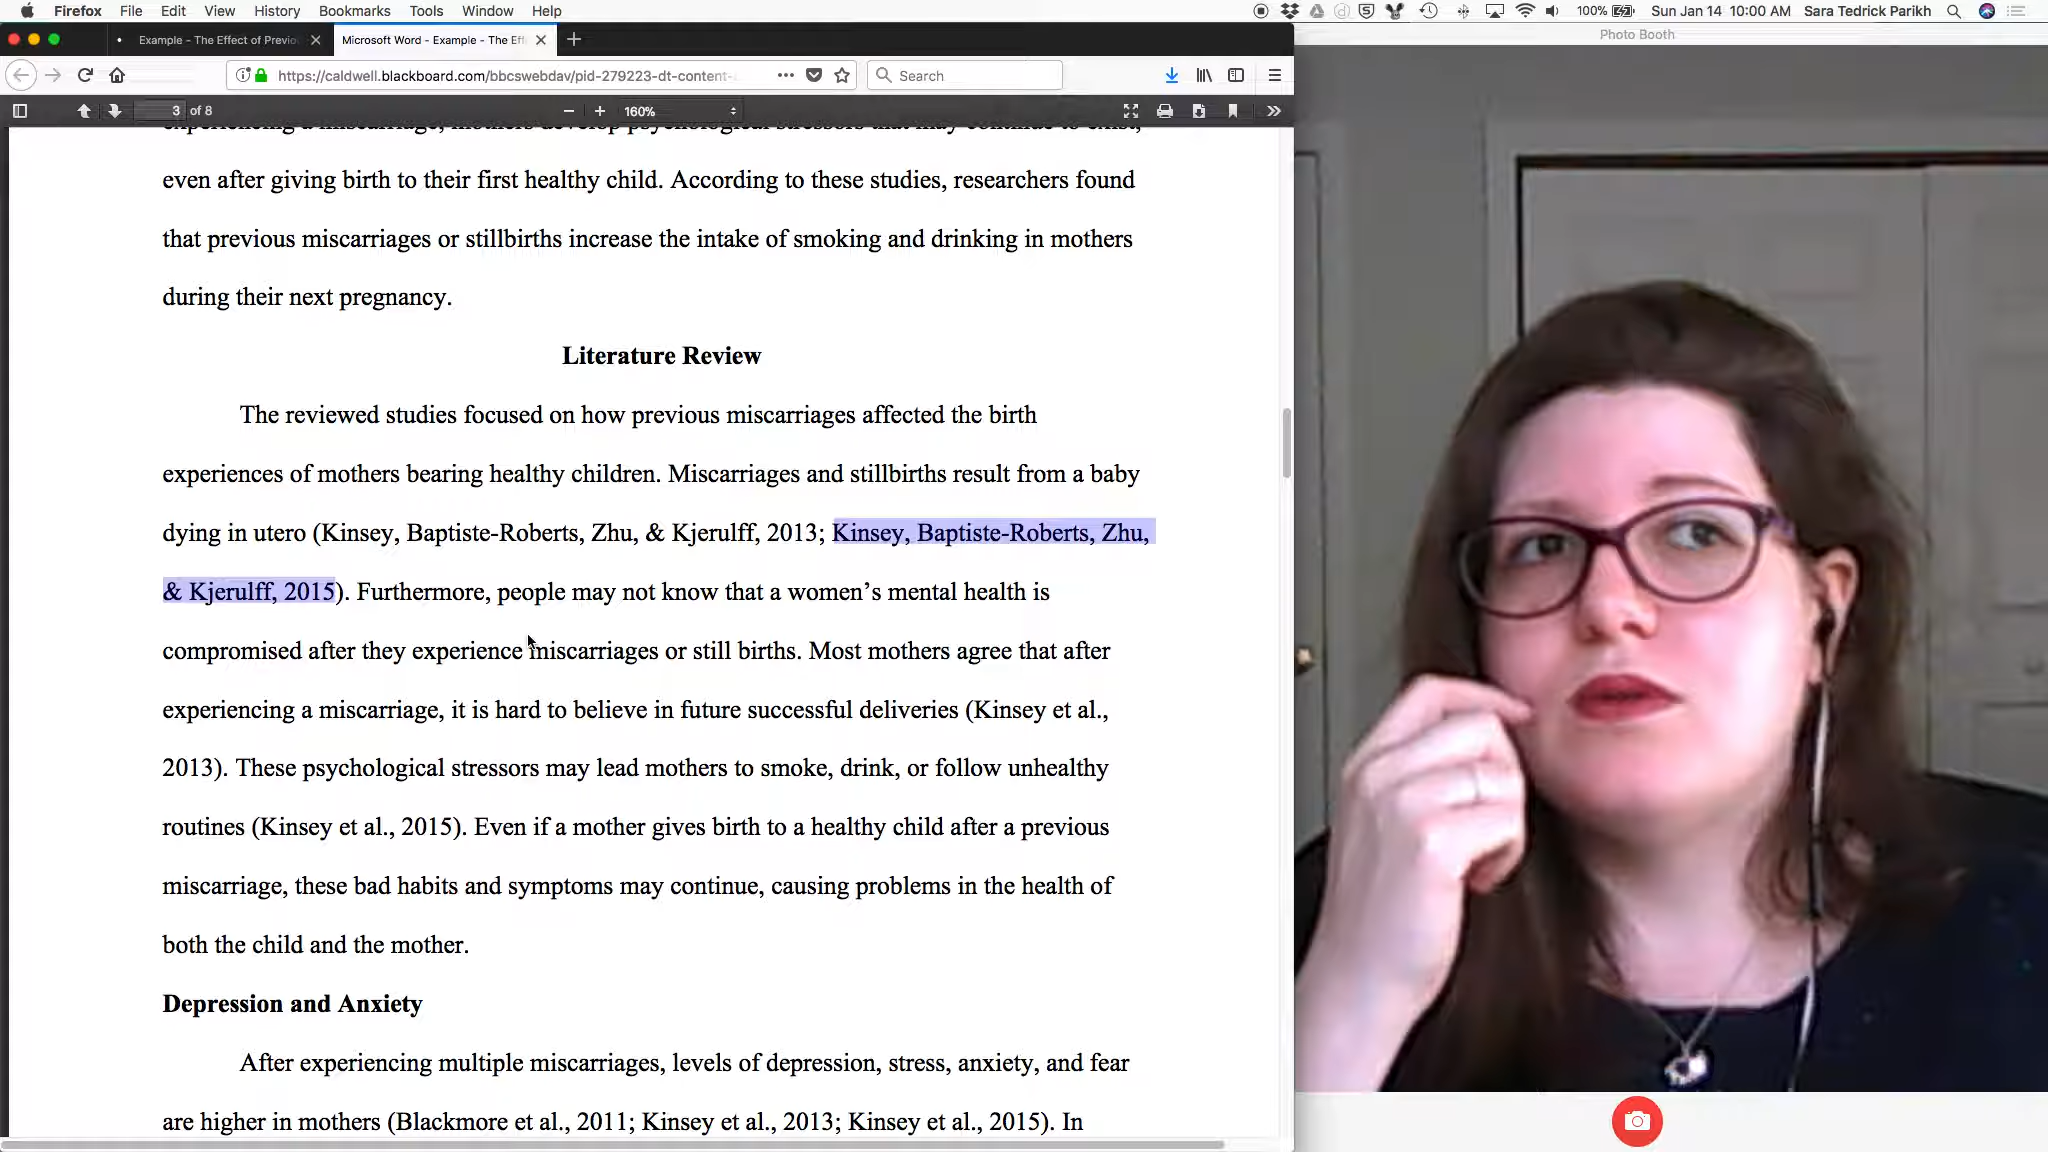 Firefox File Edit View History Bookmarks Tools Window Help 100% Sun Jan 14 10:00 AM Sara Tedrick Parikh
Photo Booth
Example - The Effect of Previo
Microsoft Word - Example - The Eff
https://caldwell.blackboard.com/bbcswebdav/pid-279223-dt-content-
Search
3 of 8
160%
experiencing a miscarriage, mothers develop psychological stressors that may continue to exist,
even after giving birth to their first healthy child. According to these studies, researchers found
that previous miscarriages or stillbirths increase the intake of smoking and drinking in mothers
during their next pregnancy.
Literature Review
The reviewed studies focused on how previous miscarriages affected the birth
experiences of mothers bearing healthy children. Miscarriages and stillbirths result from a baby
dying in utero (Kinsey, Baptiste-Roberts, Zhu, & Kjerulff, 2013; Kinsey, Baptiste-Roberts, Zhu,
& Kjerulff, 2015). Furthermore, people may not know that a women’s mental health is
compromised after they experience miscarriages or still births. Most mothers agree that after
experiencing a miscarriage, it is hard to believe in future successful deliveries (Kinsey et al.,
2013). These psychological stressors may lead mothers to smoke, drink, or follow unhealthy
routines (Kinsey et al., 2015). Even if a mother gives birth to a healthy child after a previous
miscarriage, these bad habits and symptoms may continue, causing problems in the health of
both the child and the mother.
Depression and Anxiety
After experiencing multiple miscarriages, levels of depression, stress, anxiety, and fear
are higher in mothers (Blackmore et al., 2011; Kinsey et al., 2013; Kinsey et al., 2015). In